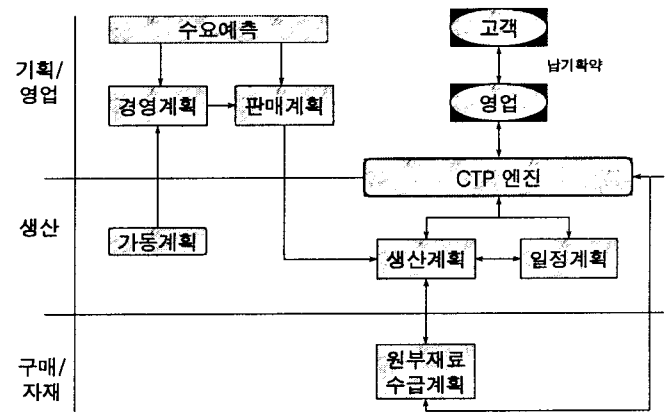 수요예측
고객
기획/
영업
납기확약
경영계획
판매계획
영업
CTP 엔진
생산
가동계획
생산계획
일정계획
구매/
자재
원부재료
수급계획